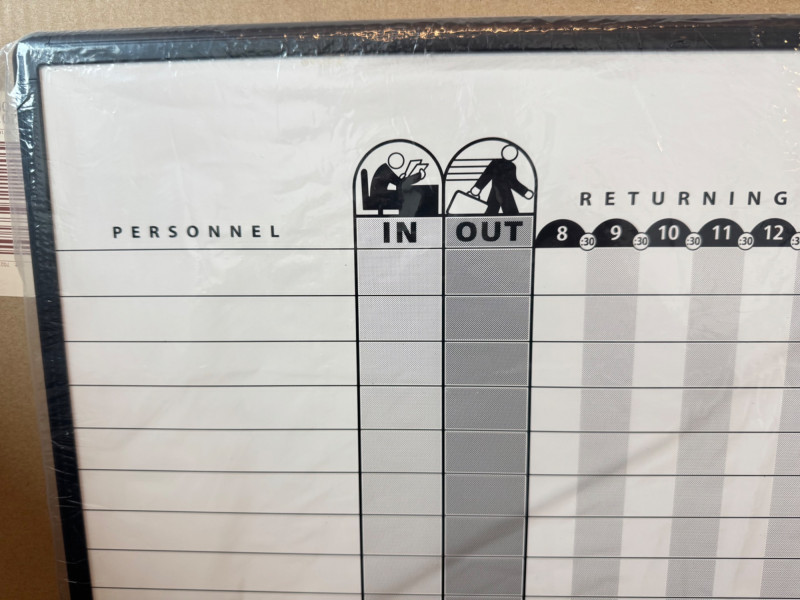 RETURNING
PERSONNEL IN OUT 8 :30 9 :30 10 :30 11 :30 12